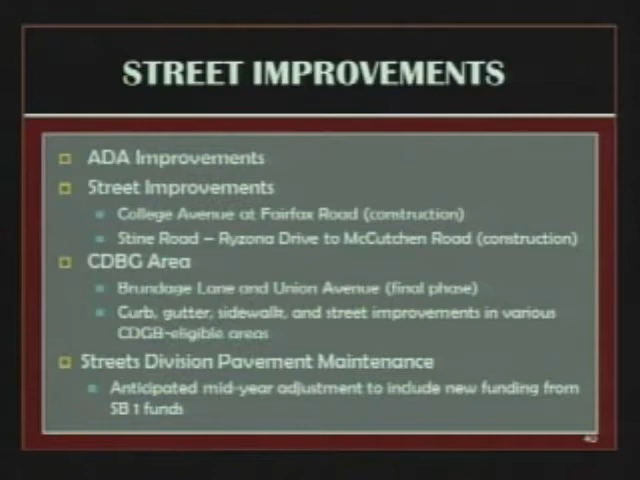 STREET IMPROVEMENTS
ADA Improvements
Street Improvements
College Avenue at Fairfax Road (construction)
Stine Road – Ryzona Drive to McCutchen Road (construction)
CDBG Area
Brundage Lane and Union Avenue (final phase)
Curb, gutter, sidewalk, and street improvements in various
CDGB-eligible areas
Streets Division Pavement Maintenance
Anticipated mid-year adjustment to include new funding from
SB 1 funds
40